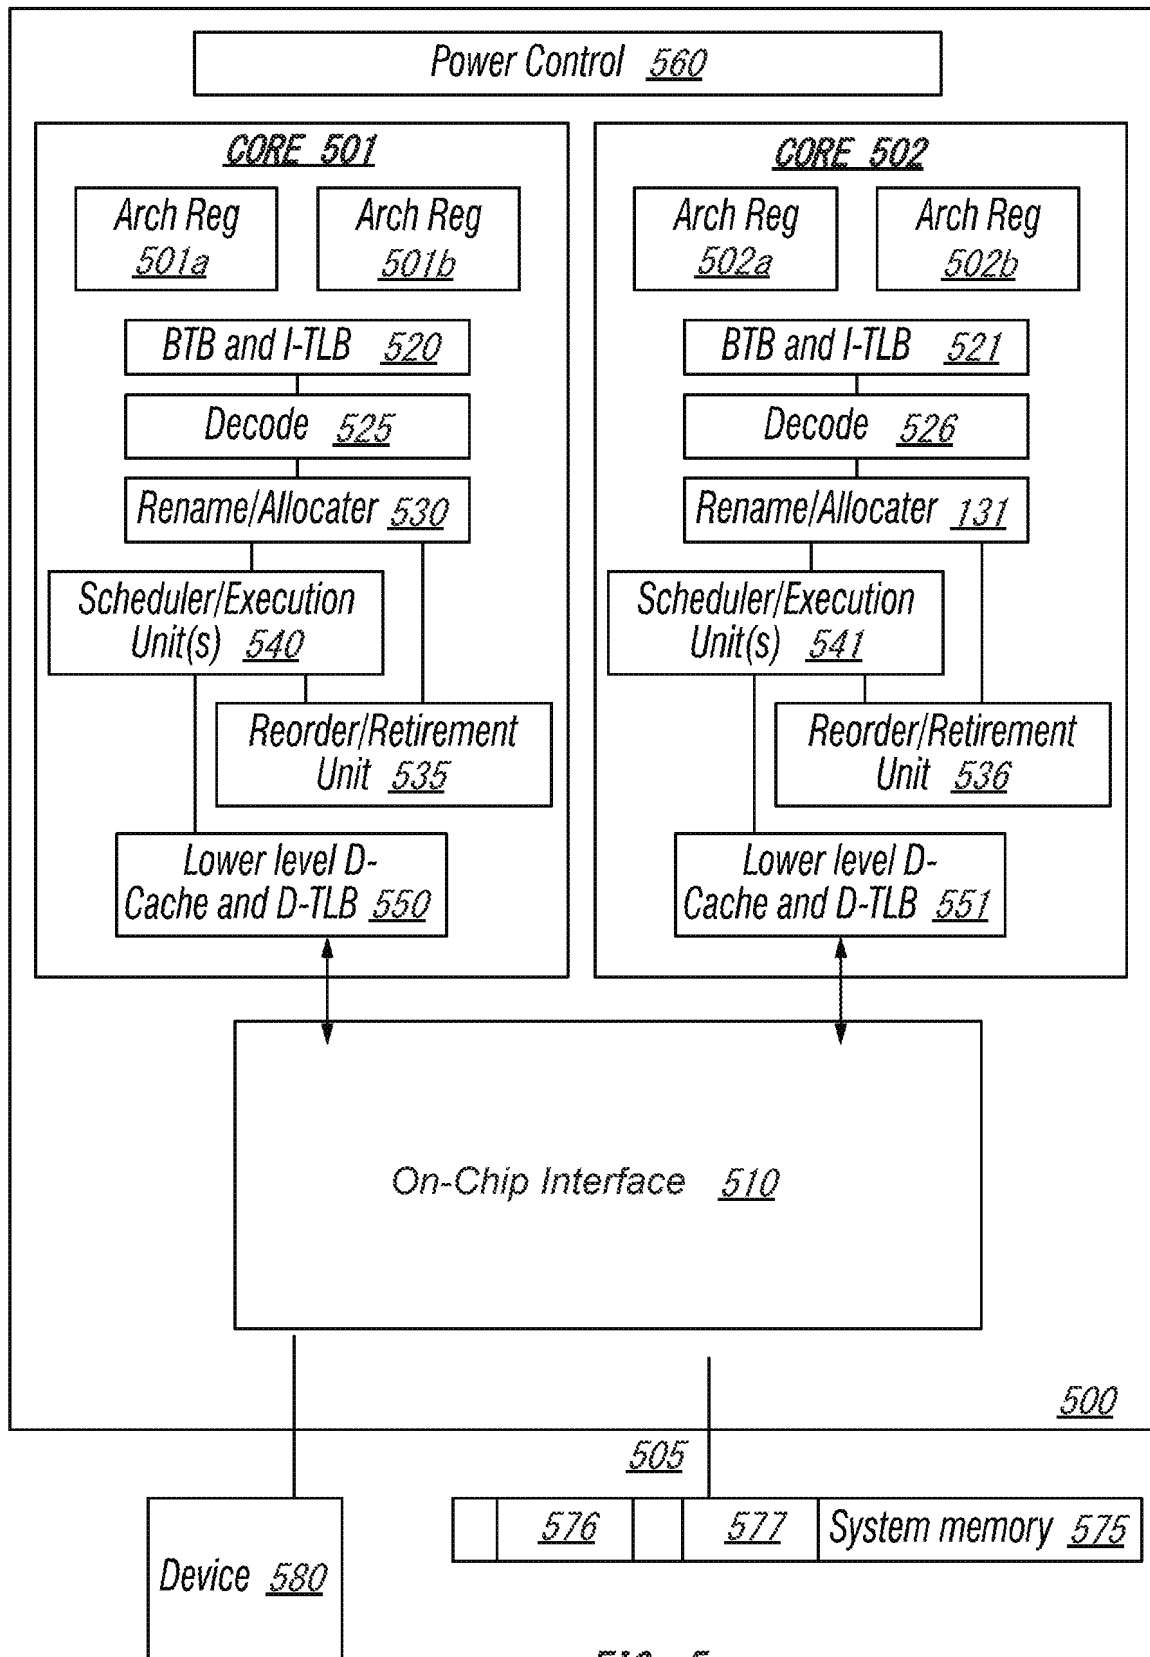 Power Control 560
CORE 501
Arch Reg
501a
Arch Reg
501b
BTB and I-TLB 520
Decode 525
Rename/Allocater 530
Scheduler/Execution
Unit(s) 540
Reorder/Retirement
Unit 535
Lower level D-
Cache and D-TLB 550
CORE 502
Arch Reg
502a
Arch Reg
502b
BTB and I-TLB 521
Decode 526
Rename/Allocater 131
Scheduler/Execution
Unit(s) 541
Reorder/Retirement
Unit 536
Lower level D-
Cache and D-TLB 551
On-Chip Interface 510
500
505
576
577
System memory 575
Device 580